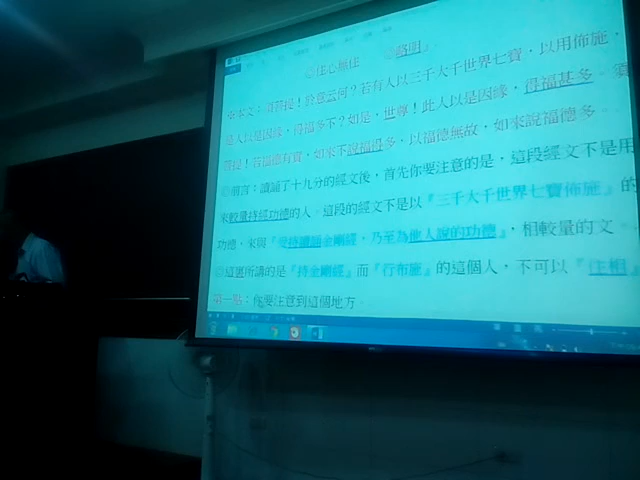 ◎住心無住　◎略明』。
※本文：須菩提！於意云何？若有人以三千大千世界七寶，以用佈施，
是人以是因緣，得福多不？如是，世尊！此人以是因緣，得福甚多。須
菩提！若福德有實，如來不說福得多，以福德無故，如來說福德多。
◎前言：讀誦了十九分的經文後，首先你要注意的是，這段經文不是用
來較量持經功德的人。這段的經文不是以『三千大千世界七寶佈施』的
功德，來與『受持讀誦金剛經，乃至為他人說的功德』，相較量的文。
◎這裏所講的是『持金剛經』而『行布施』的這個人，不可以『住相』
第一點：你要注意到這個地方。